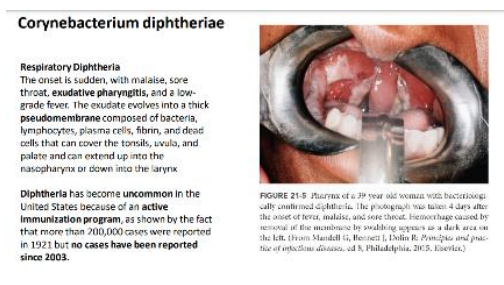 Corynebacterium diphtheriae
Respiratory Diphtheria
The onset is sudden, with malaise, sore
throat, exudative pharyngitis, and a low-
grade fever. The exudate evolves into a thick
pseudomembrane composed of bacteria,
lymphocytes, plasma cells, fibrin, and dead
cells that can cover the tonsils, uvula, and
palate and can extend up into the
nasopharynx or down into the larynx
Diphtheria has become uncommon in the
United States because of an active
immunization program, as shown by the fact
that more than 200,000 cases were reported
in 1921 but no cases have been reported
since 2003.
FIGURE 21-5 Pharynx of a 39-year-old woman with bacteriologi-
cally confirmed diphtheria. The photograph was taken 4 days after
the onset of fever, malaise, and sore throat. Hemorrhage caused by
removal of the membrane by swabbing appears as a dark area on
the left. (From Mandell G, Bennett J, Dolin R: Principles and prac-
tice of infectious diseases, ed 8, Philadelphia, 2015, Elsevier.)